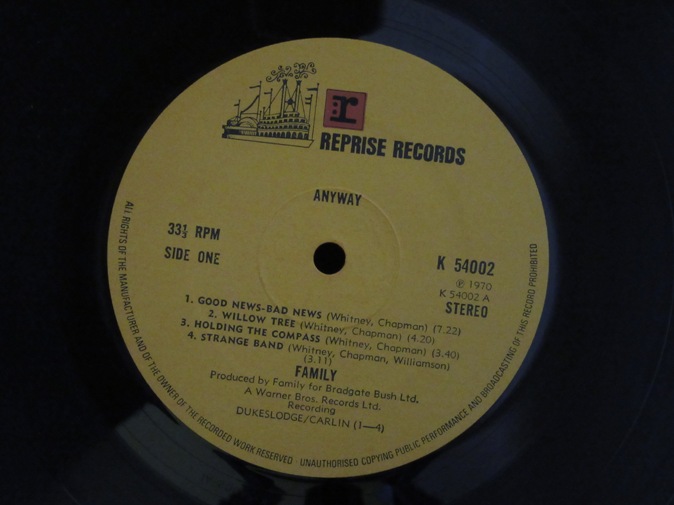 :r
REPRISE RECORDS
ANYWAY
33⅓ RPM
SIDE ONE
K 54002
℗ 1970
K 54002 A
STEREO
1. GOOD NEWS-BAD NEWS (Whitney, Chapman) (7.22)
2. WILLOW TREE (Whitney, Chapman) (4.20)
3. HOLDING THE COMPASS (Whitney, Chapman) (3.40)
4. STRANGE BAND (Whitney, Chapman, Williamson)
(3.11)
FAMILY
Produced by Family for Bradgate Bush Ltd.
A Warner Bros. Records Ltd.
Recording
DUKESLODGE/CARLIN (1—4)
ALL RIGHTS OF THE MANUFACTURER AND OF THE OWNER OF THE RECORDED WORK RESERVED · UNAUTHORISED COPYING PUBLIC PERFORMANCE AND BROADCASTING OF THIS RECORD PROHIBITED